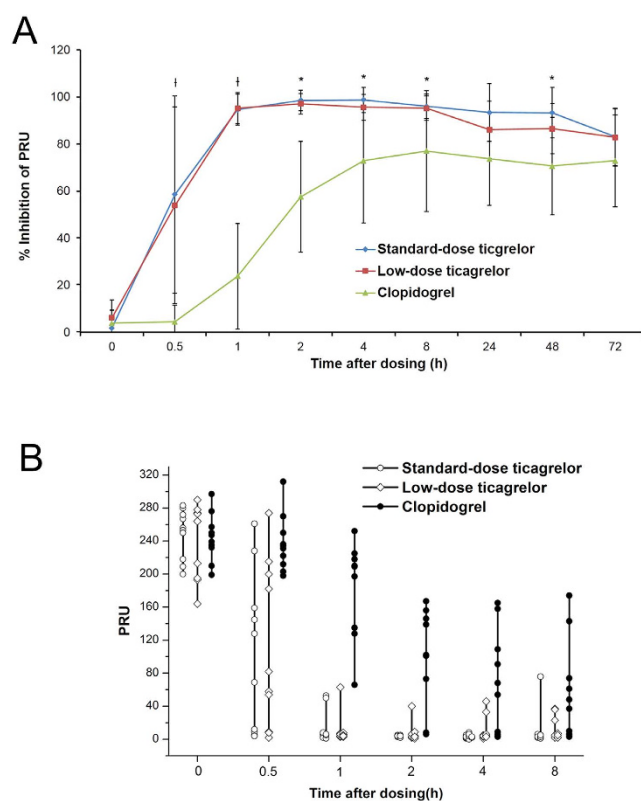 A
120
100
80
60
40
20
0
% Inhibition of PRU
ƚ ƚ * * * *
Standard-dose ticgrelor
Low-dose ticagrelor
Clopidogrel
0 0.5 1 2 4 8 24 48 72
Time after dosing (h)
B
320
280
240
200
160
120
80
40
0
PRU
Standard-dose ticagrelor
Low-dose ticagrelor
Clopidogrel
0 0.5 1 2 4 8
Time after dosing(h)